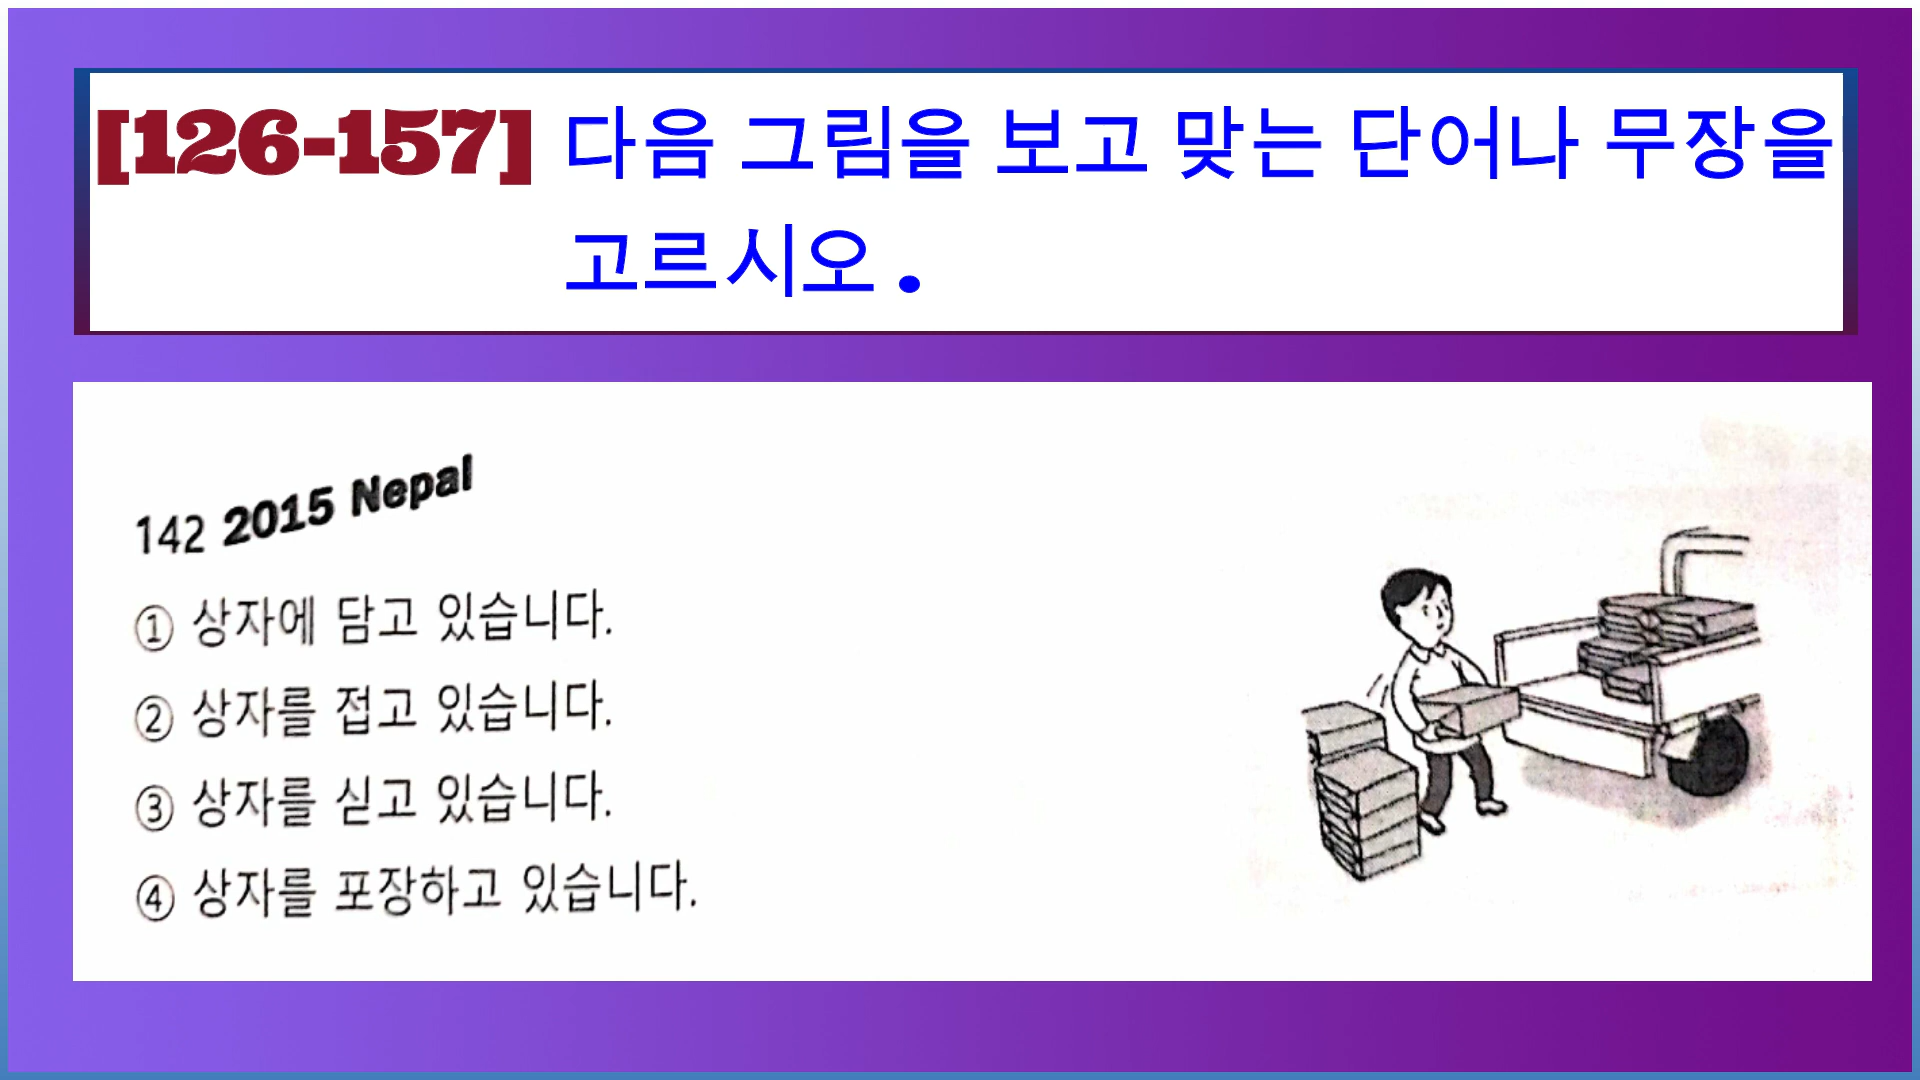 [126-157] 다음 그림을 보고 맞는 단어나 무장을
고르시오.
142 2015 Nepal
① 상자에 담고 있습니다.
② 상자를 접고 있습니다.
③ 상자를 싣고 있습니다.
④ 상자를 포장하고 있습니다.